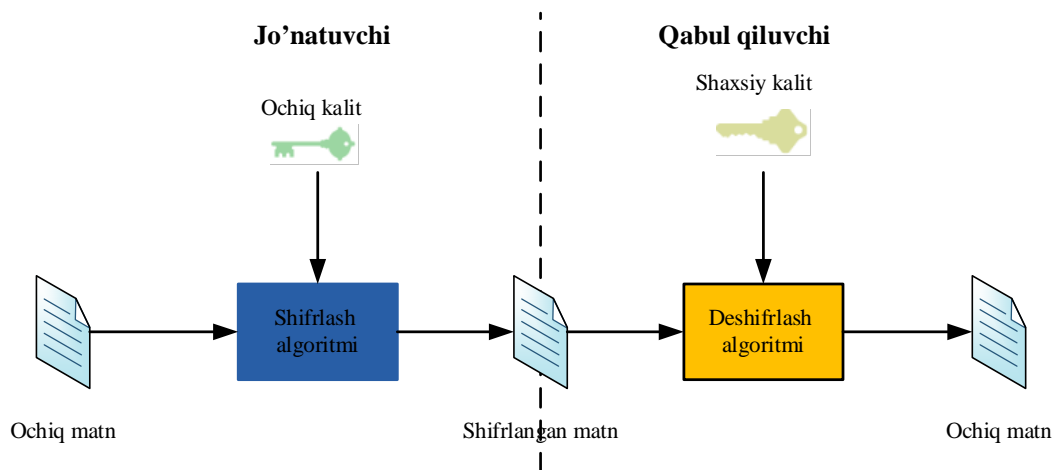 Jo’natuvchi
Qabul qiluvchi
Ochiq kalit
Shaxsiy kalit
Shifrlash
algoritmi
Deshifrlash
algoritmi
Ochiq matn
Shifrlangan matn
Ochiq matn